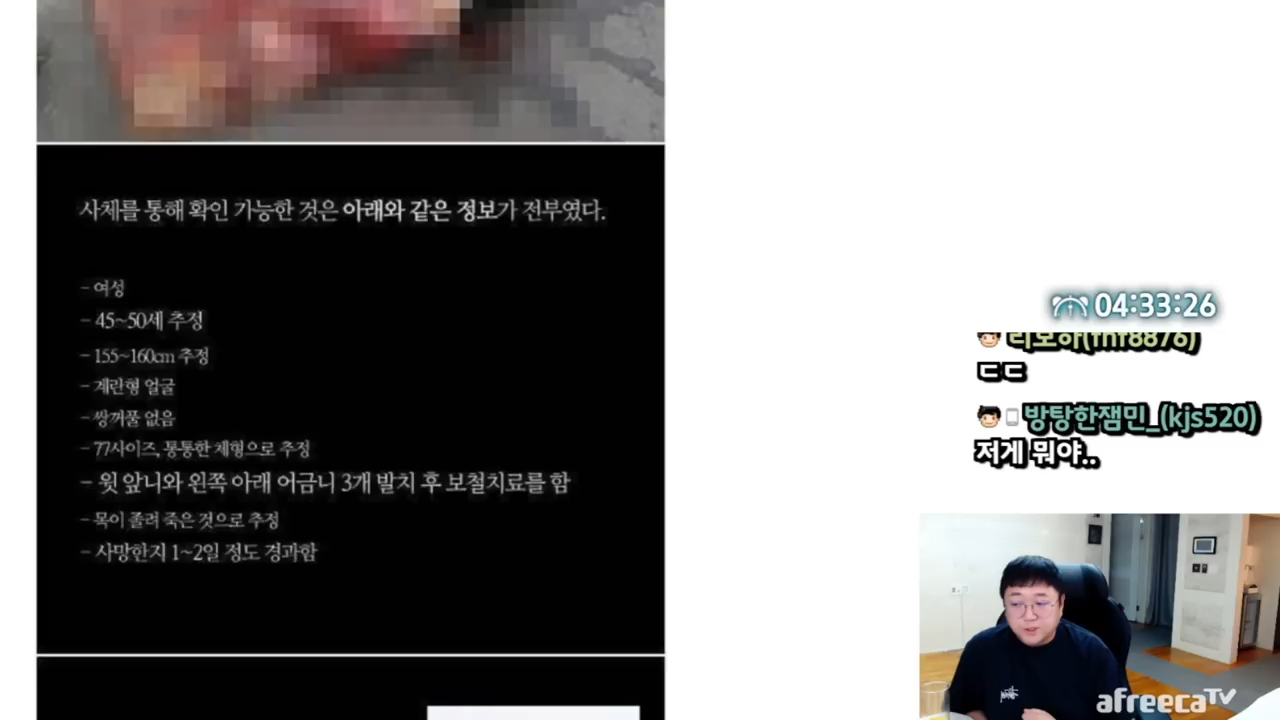 사체를 통해 확인 가능한 것은 아래와 같은 정보가 전부였다.
- 여성
- 45~50세 추정
- 155~160cm 추정
- 계란형 얼굴
- 쌍꺼풀 없음
- 77사이즈, 통통한 체형으로 추정
- 윗 앞니와 왼쪽 아래 어금니 3개 발치 후 보철치료를 함
- 목이 졸려 죽은 것으로 추정
- 사망한지 1~2일 정도 경과함
04:33:26
리보하(fhf8876)
ㄷㄷ
방탕한잼민_(kjs520)
저게 뭐야..
afreecaTV